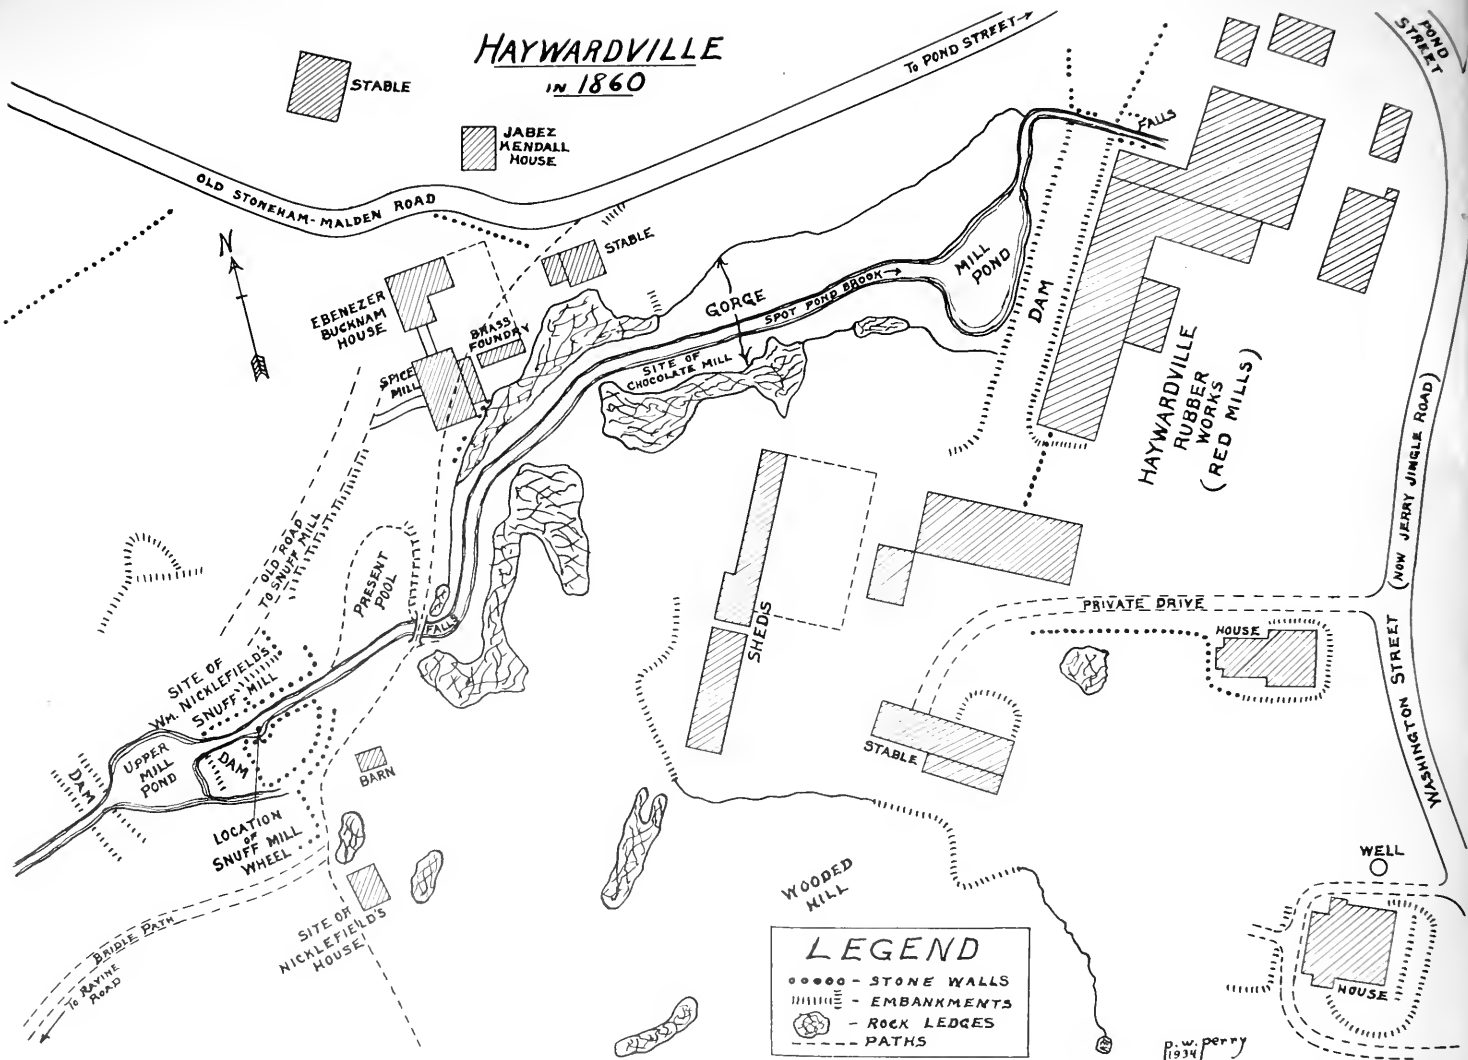 HAYWARDVILLE
IN 1860
STABLE
JABEZ
KENDALL
HOUSE
TO POND STREET
POND
STREET
OLD STONEHAM-MALDEN ROAD
FALLS
N
STABLE
EBENEZER
BUCKNAM
HOUSE
BRASS
FOUNDRY
SPICE
MILL
GORGE
SPOT POND BROOK
MILL
POND
DAM
SITE OF
CHOCOLATE MILL
HAYWARDVILLE
RUBBER
WORKS
(RED MILLS)
WASHINGTON STREET (NOW JERRY JINGLE ROAD)
OLD ROAD
TO SNUFF MILL
PRESENT
POOL
FALLS
SHEDS
PRIVATE DRIVE
HOUSE
SITE OF
WM. NICKLEFIELD'S
SNUFF MILL
UPPER
MILL
POND
DAM
DAM
BARN
STABLE
LOCATION
OF
SNUFF MILL
WHEEL
WELL
WOODED
HILL
BRIDLE PATH
TO RAVINE
ROAD
SITE OF
NICKLEFIELD'S
HOUSE
HOUSE
LEGEND
- STONE WALLS
- EMBANKMENTS
- ROCK LEDGES
- PATHS
P.W. PERRY
1934